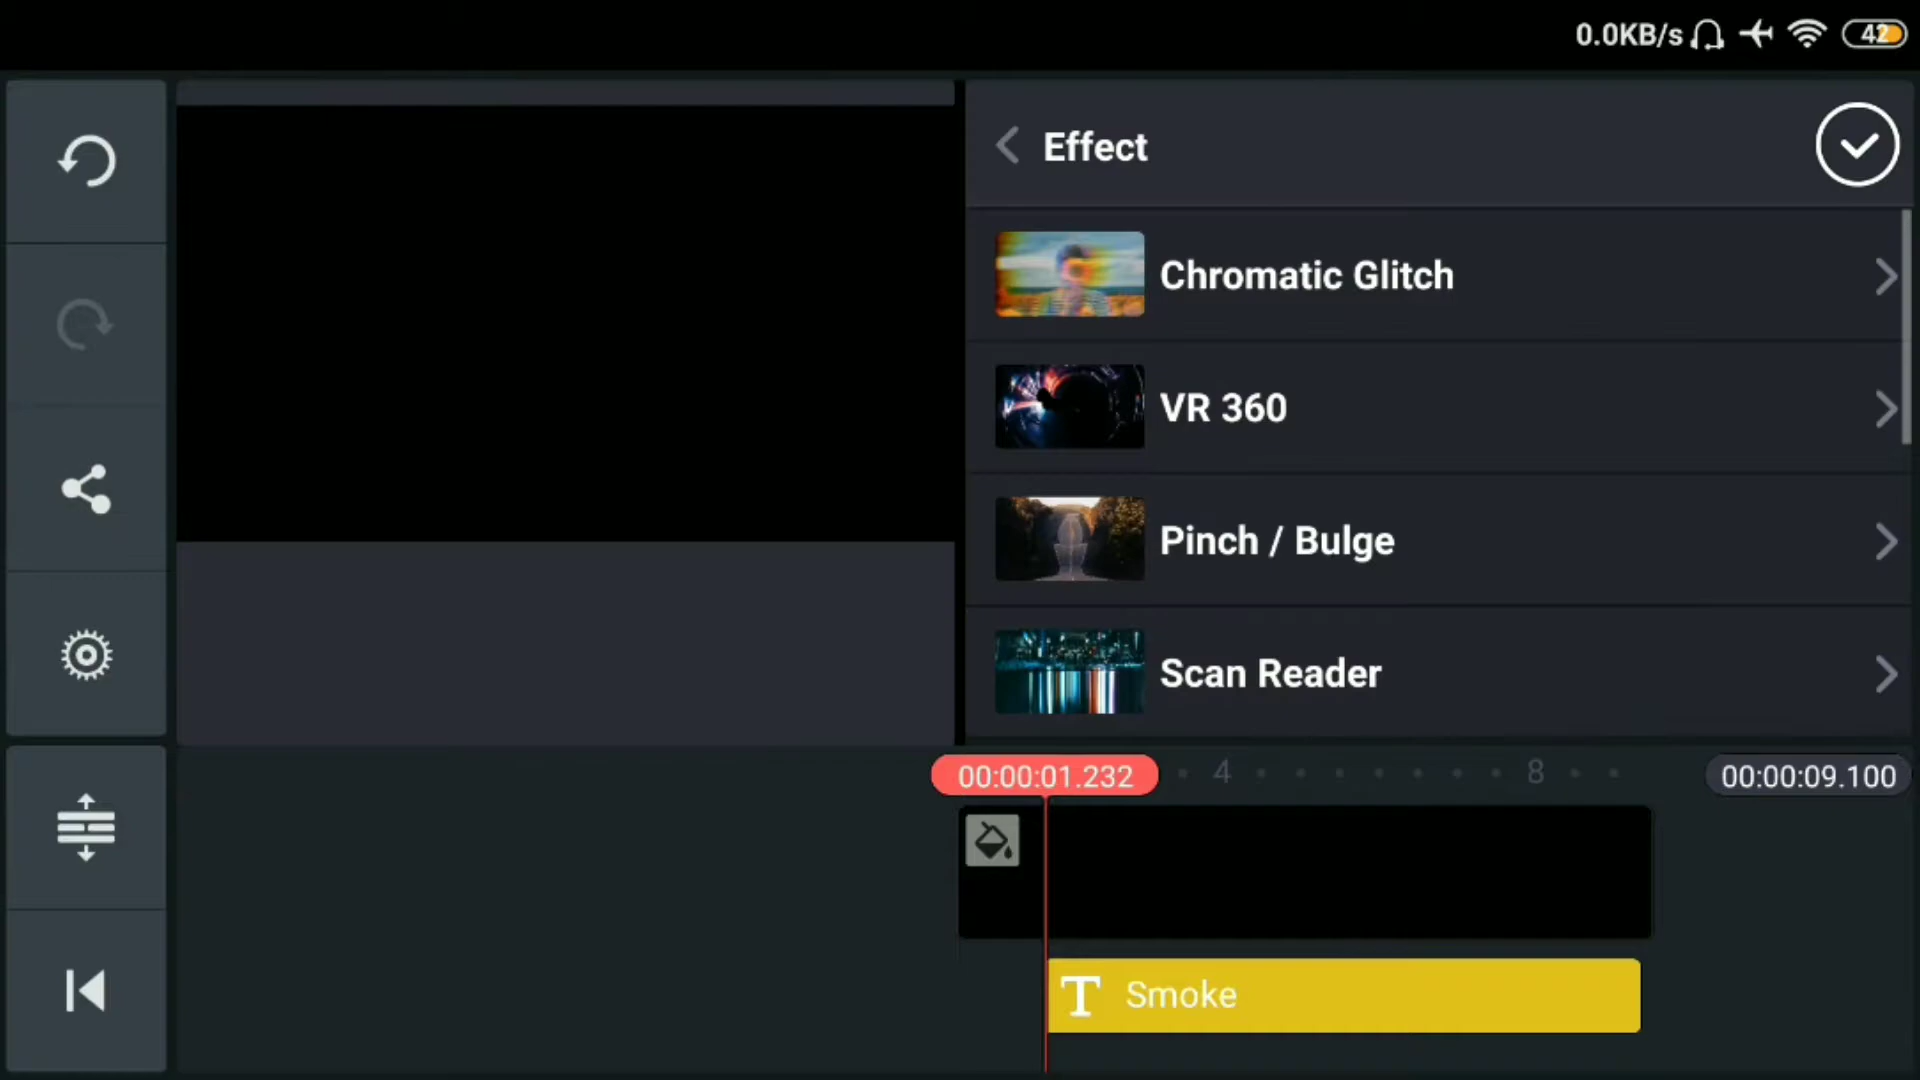 0.0KB/s 42
Effect
Chromatic Glitch
VR 360
Pinch / Bulge
Scan Reader
00:00:01.232 4 8 00:00:09.100
T Smoke